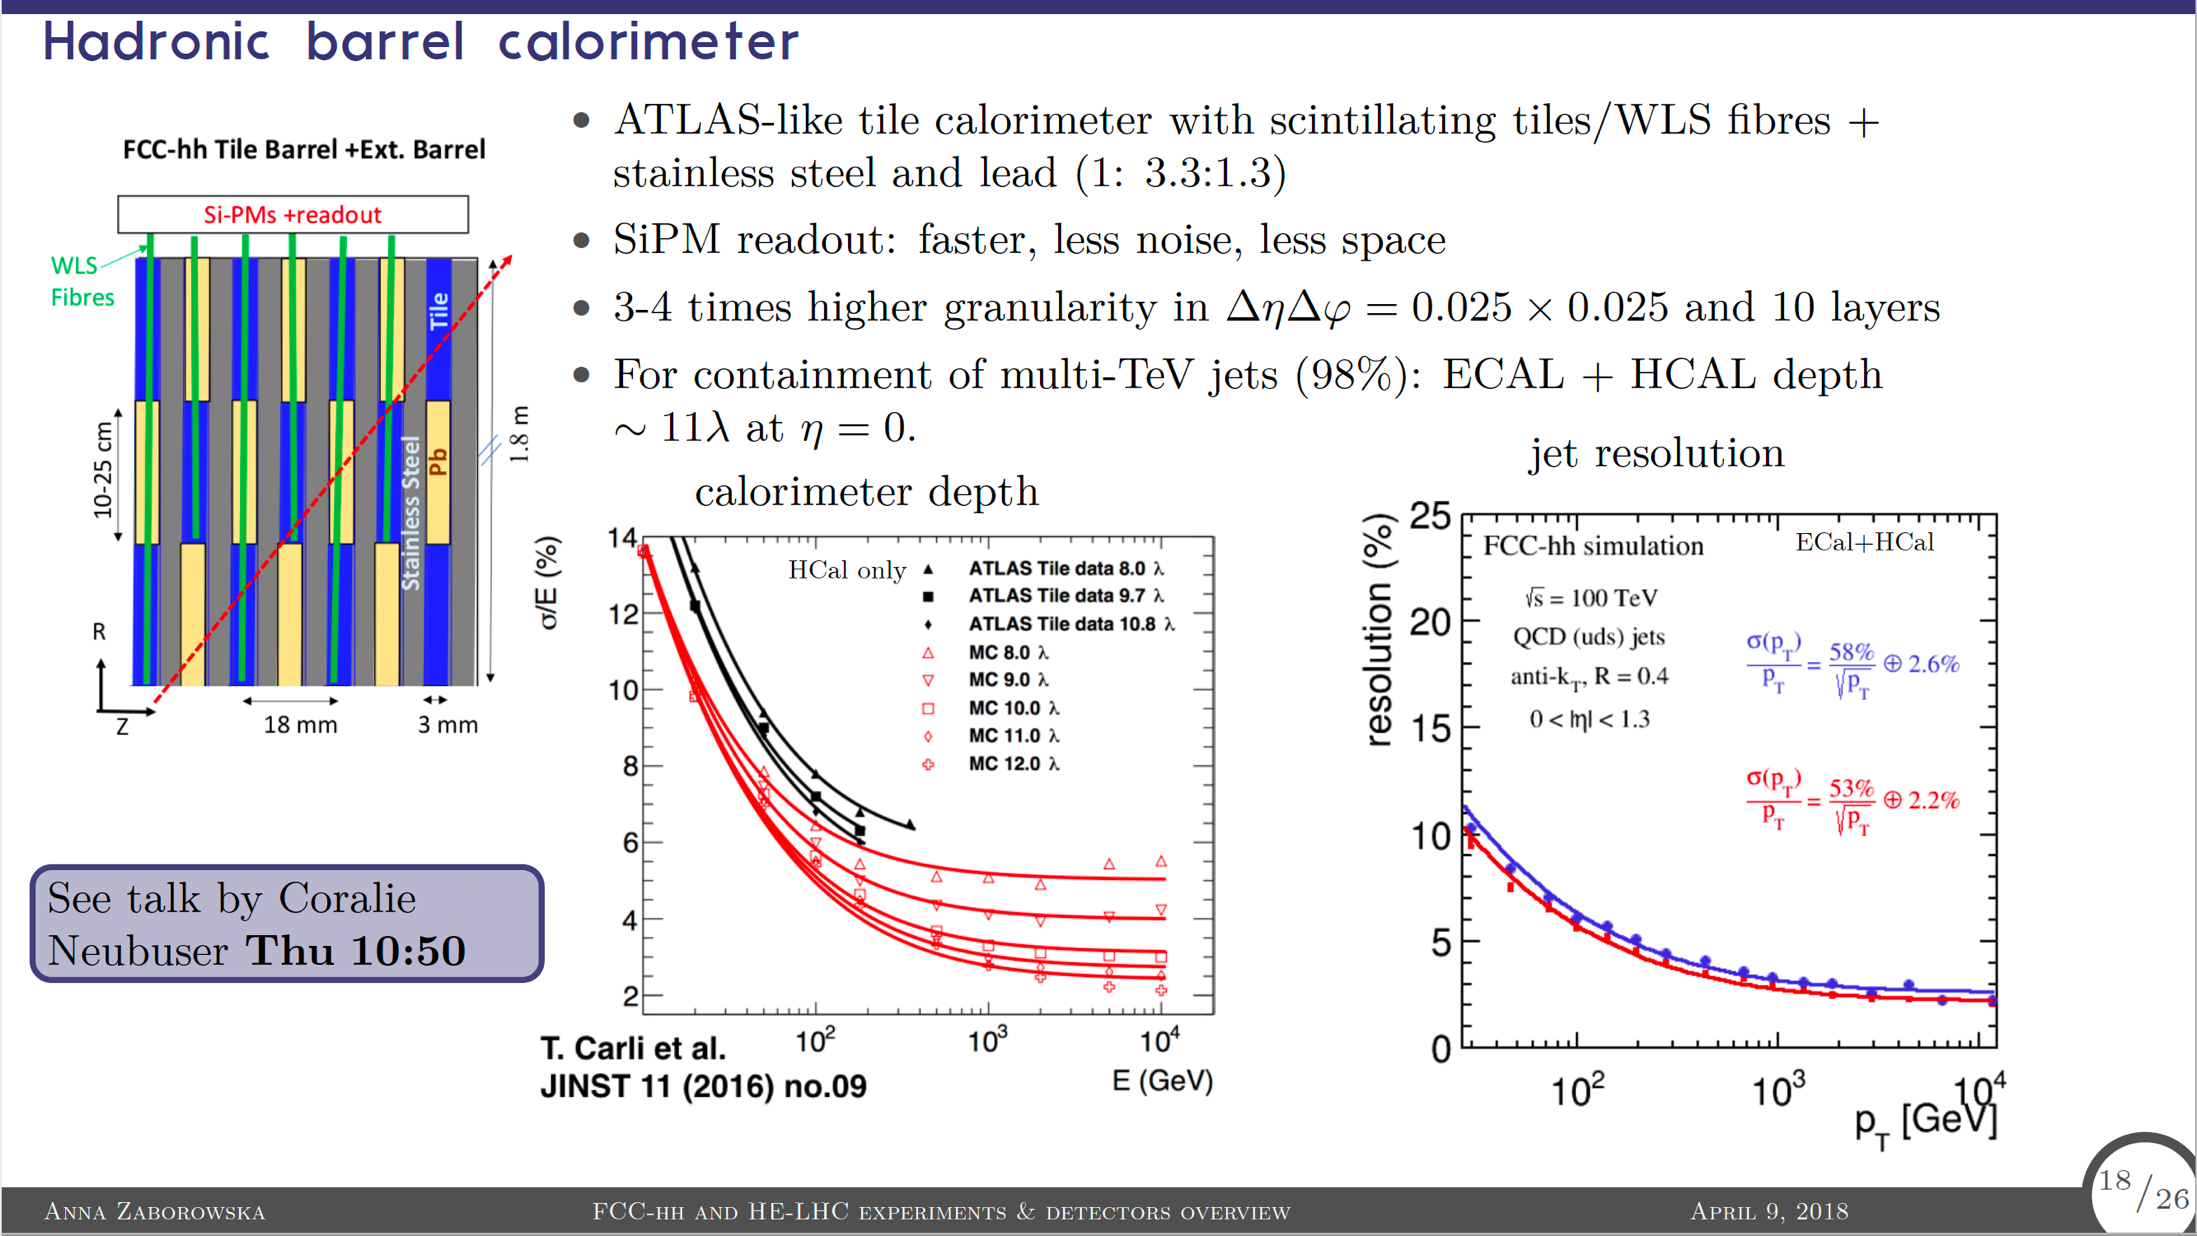 Hadronic barrel calorimeter
FCC-hh Tile Barrel +Ext. Barrel
Si-PMs +readout
WLS
Fibres
Tile
Stainless Steel
Pb
10-25 cm
1.8 m
R
Z
18 mm
3 mm
See talk by Coralie
Neubuser Thu 10:50
• ATLAS-like tile calorimeter with scintillating tiles/WLS fibres +
stainless steel and lead (1: 3.3:1.3)
• SiPM readout: faster, less noise, less space
• 3-4 times higher granularity in ΔηΔφ = 0.025 × 0.025 and 10 layers
• For containment of multi-TeV jets (98%): ECAL + HCAL depth
∼ 11λ at η = 0.
calorimeter depth
σ/E (%)
14
12
10
8
6
4
2
HCal only
ATLAS Tile data 8.0 λ
ATLAS Tile data 9.7 λ
ATLAS Tile data 10.8 λ
MC 8.0 λ
MC 9.0 λ
MC 10.0 λ
MC 11.0 λ
MC 12.0 λ
10² 10³ 10⁴
E (GeV)
T. Carli et al.
JINST 11 (2016) no.09
jet resolution
resolution (%)
25
20
15
10
5
0
FCC-hh simulation
ECal+HCal
√s = 100 TeV
QCD (uds) jets
anti-k_T, R = 0.4
0 < |η| < 1.3
σ(p_T)/p_T = 58%/√p_T ⊕ 2.6%
σ(p_T)/p_T = 53%/√p_T ⊕ 2.2%
10² 10³ 10⁴
p_T [GeV]
Anna Zaborowska
FCC-hh and HE-LHC experiments & detectors overview
April 9, 2018
18/26